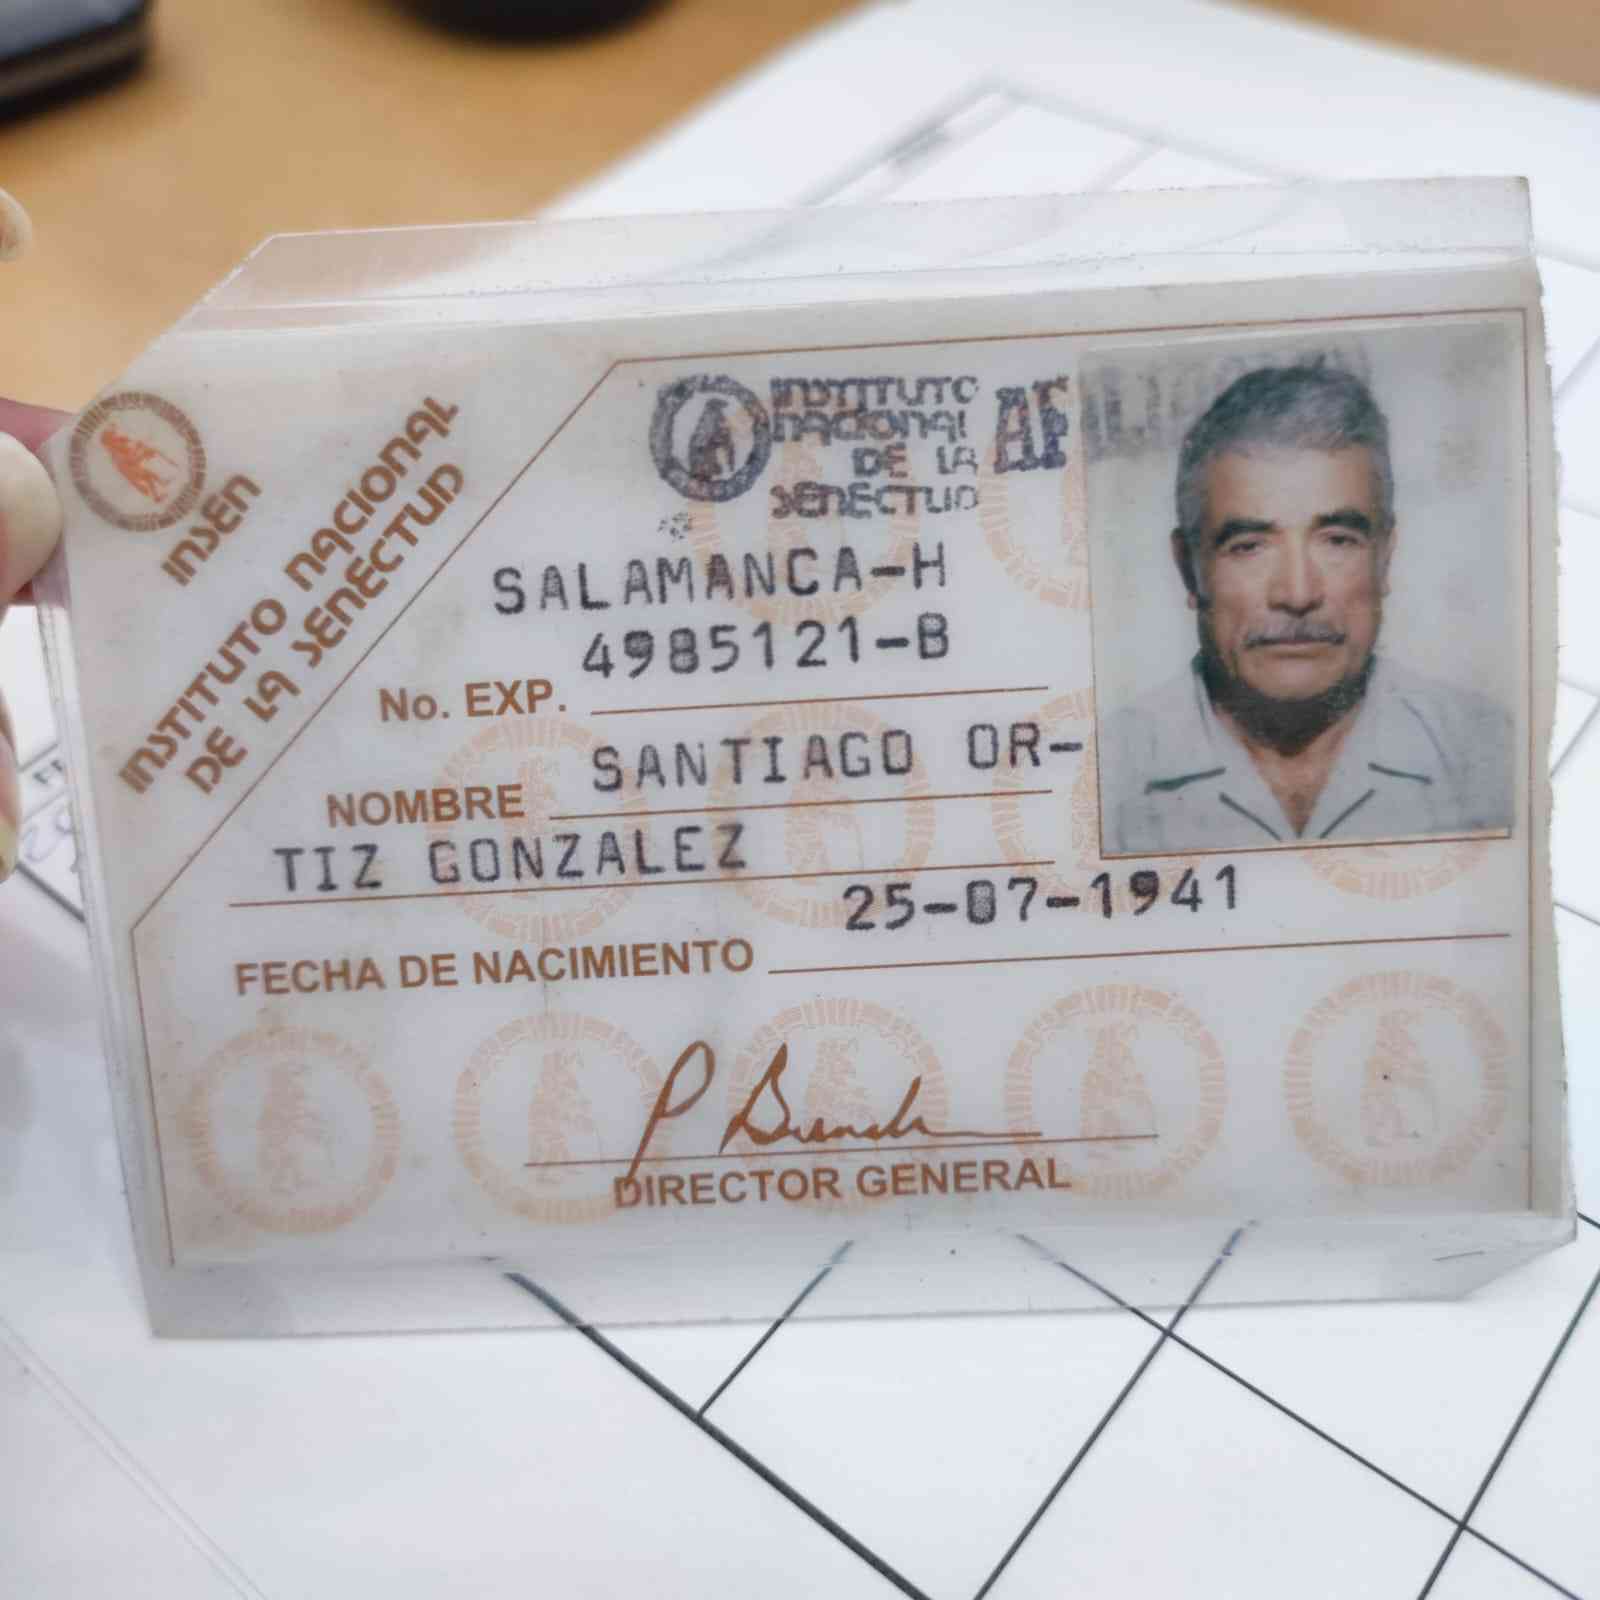 INSEN
INSTITUTO NACIONAL
DE LA SENECTUD
INSTITUTO
NACIONAL
DE LA
SENECTUD
SALAMANCA-H
4985121-B
No. EXP.
SANTIAGO OR-
NOMBRE
TIZ GONZALEZ
25-07-1941
FECHA DE NACIMIENTO
DIRECTOR GENERAL